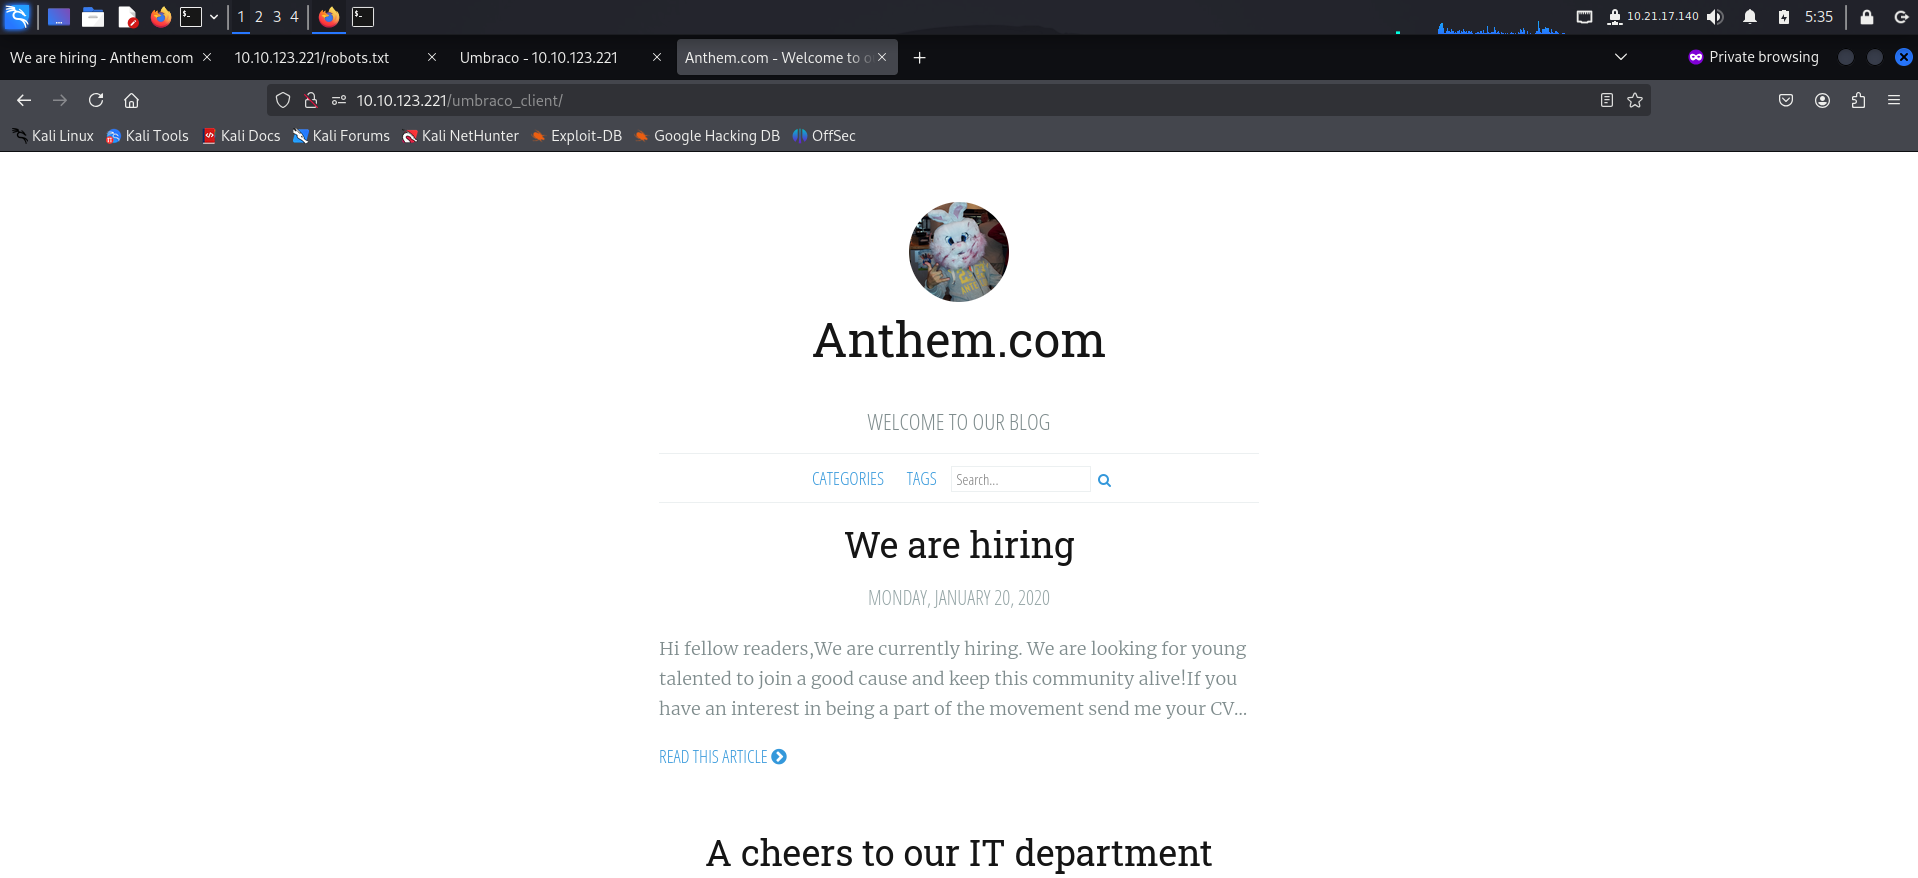 1 2 3 4
10.21.17.140
5:35
We are hiring - Anthem.com
10.10.123.221/robots.txt
Umbraco - 10.10.123.221
Anthem.com - Welcome to o
Private browsing
10.10.123.221/umbraco_client/
Kali Linux
Kali Tools
Kali Docs
Kali Forums
Kali NetHunter
Exploit-DB
Google Hacking DB
OffSec
Anthem.com
WELCOME TO OUR BLOG
CATEGORIES TAGS Search...
We are hiring
MONDAY, JANUARY 20, 2020
Hi fellow readers,We are currently hiring. We are looking for young
talented to join a good cause and keep this community alive!If you
have an interest in being a part of the movement send me your CV...
READ THIS ARTICLE
A cheers to our IT department